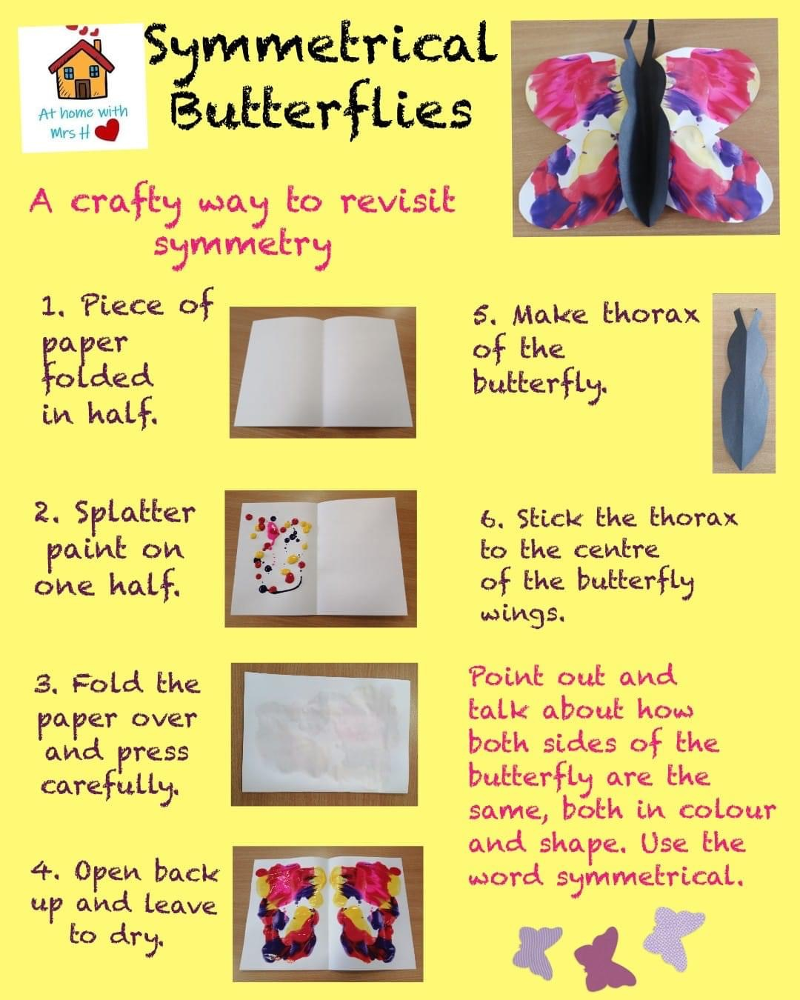 At home with
Mrs H
Symmetrical
Butterflies
A crafty way to revisit
symmetry
1. Piece of
paper
folded
in half.
2. Splatter
paint on
one half.
3. Fold the
paper over
and press
carefully.
4. Open back
up and leave
to dry.
5. Make thorax
of the
butterfly.
6. Stick the thorax
to the centre
of the butterfly
wings.
Point out and
talk about how
both sides of the
butterfly are the
same, both in colour
and shape. Use the
word symmetrical.